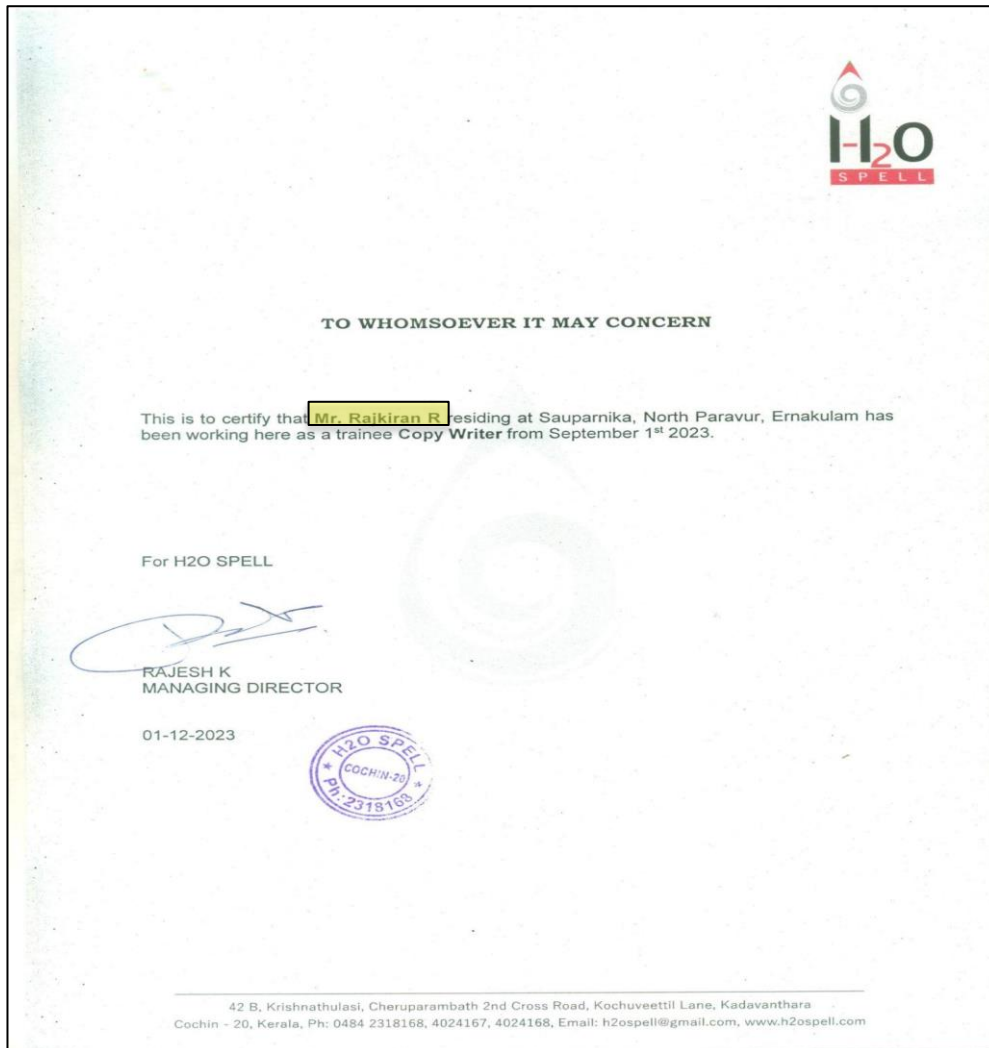 H2O
SPELL
TO WHOMSOEVER IT MAY CONCERN
This is to certify that Mr. Rajkiran R residing at Sauparnika, North Paravur, Ernakulam has
been working here as a trainee Copy Writer from September 1st 2023.
For H2O SPELL
RAJESH K
MANAGING DIRECTOR
01-12-2023
* H2O SPELL *
COCHIN-20
Ph:2318168
42 B, Krishnathulasi, Cheruparambath 2nd Cross Road, Kochuveettil Lane, Kadavanthara
Cochin - 20, Kerala, Ph: 0484 2318168, 4024167, 4024168, Email: h2ospell@gmail.com, www.h2ospell.com